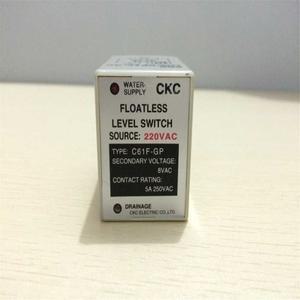 WATER-
SUPPLY
CKC
FLOATLESS
LEVEL SWITCH
SOURCE: 220VAC
TYPE: C61F-GP
SECONDARY VOLTAGE:
8VAC
CONTACT RATING:
5A 250VAC
DRAINAGE
CKC ELECTRIC CO.,LTD.